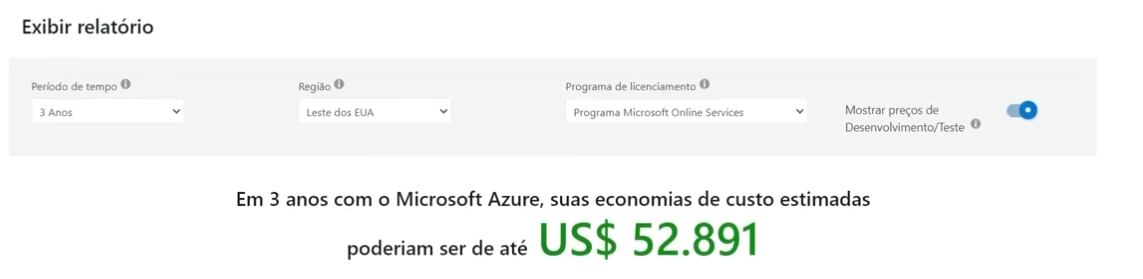 Exibir relatório
Período de tempo
Região
Programa de licenciamento
3 Anos
Leste dos EUA
Programa Microsoft Online Services
Mostrar preços de
Desenvolvimento/Teste
Em 3 anos com o Microsoft Azure, suas economias de custo estimadas
poderiam ser de até US$ 52.891